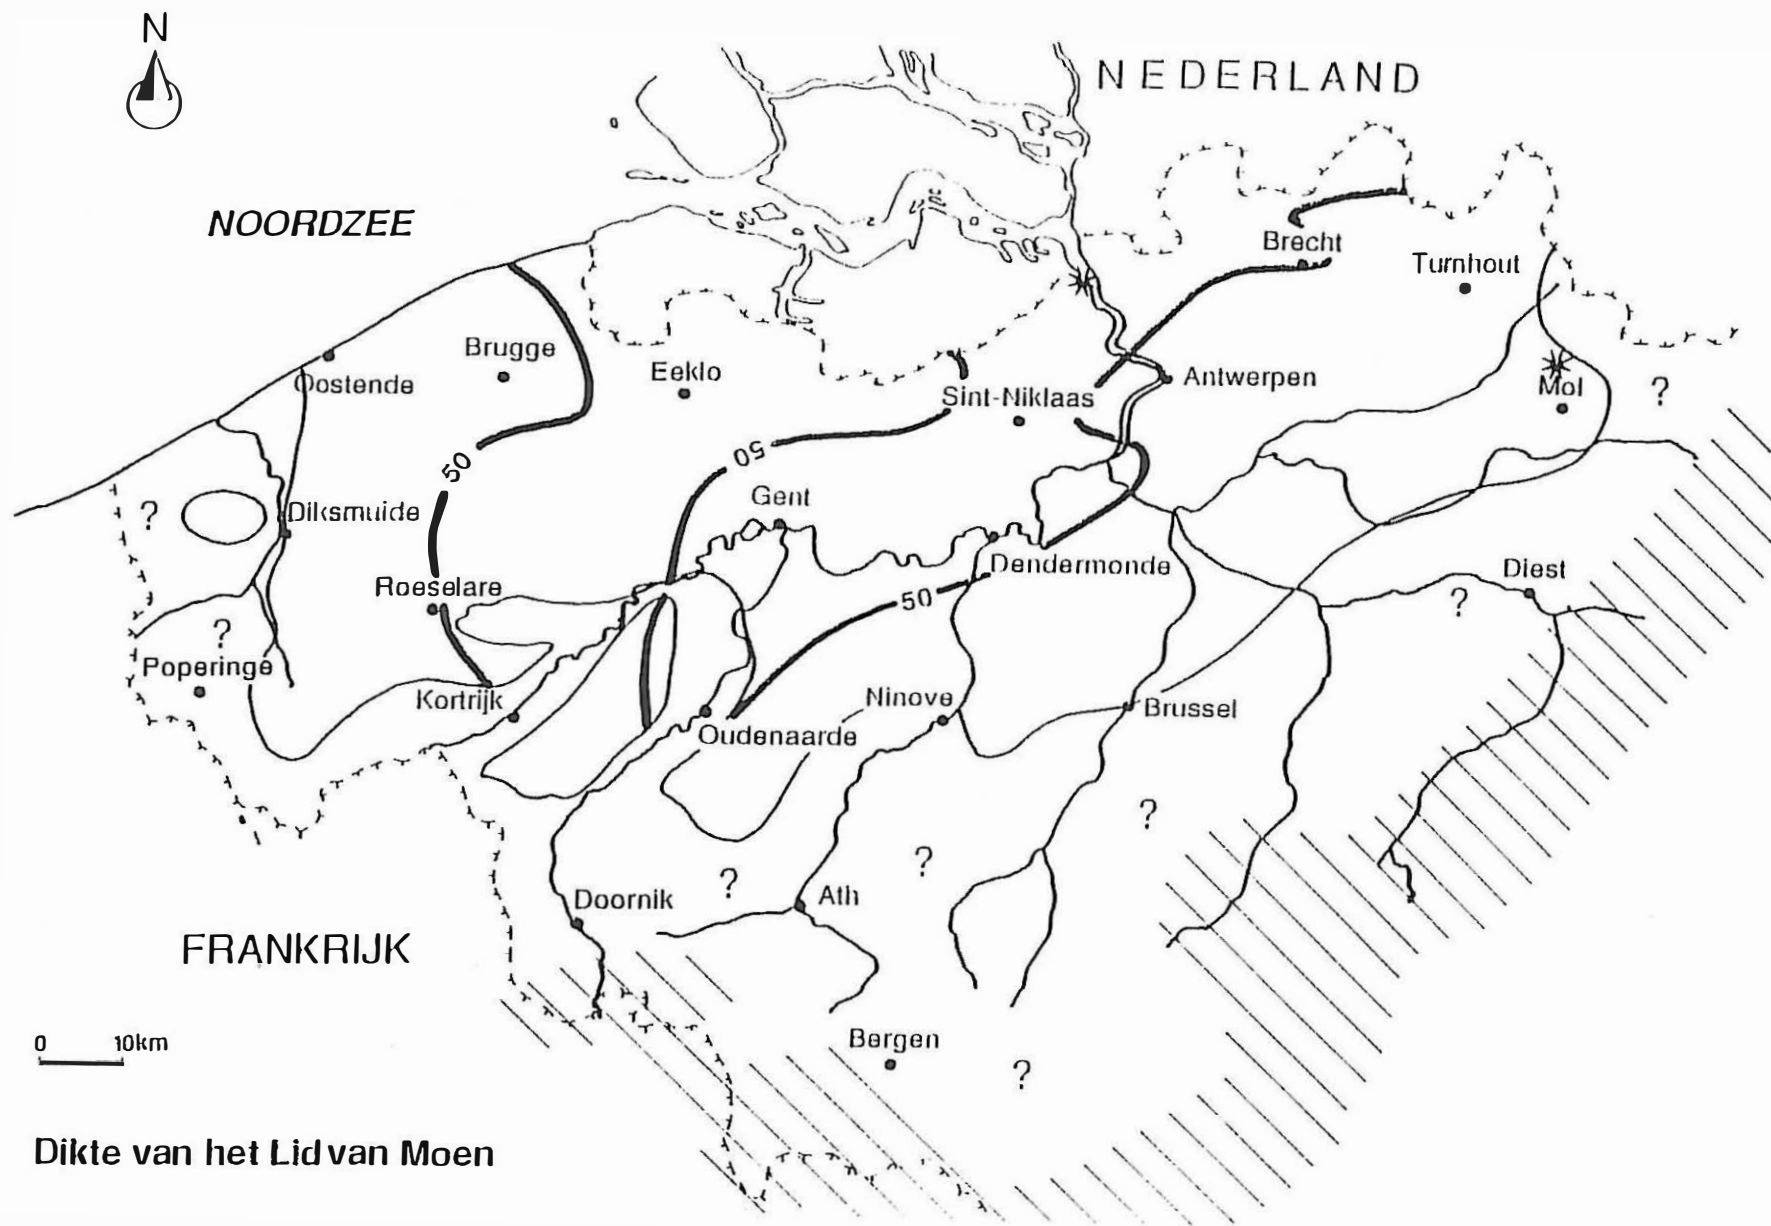 N
NEDERLAND
NOORDZEE
Brecht
Turnhout
Brugge
Oostende
Eeklo
Sint-Niklaas
Antwerpen
Mol
?
50
50
Gent
?
Diksmuide
Dendermonde
Diest
Roeselare
50
?
?
Poperinge
Kortrijk
Ninove
Oudenaarde
Brussel
?
?
?
Doornik
Ath
FRANKRIJK
Bergen
0 10km
?
Dikte van het Lid van Moen